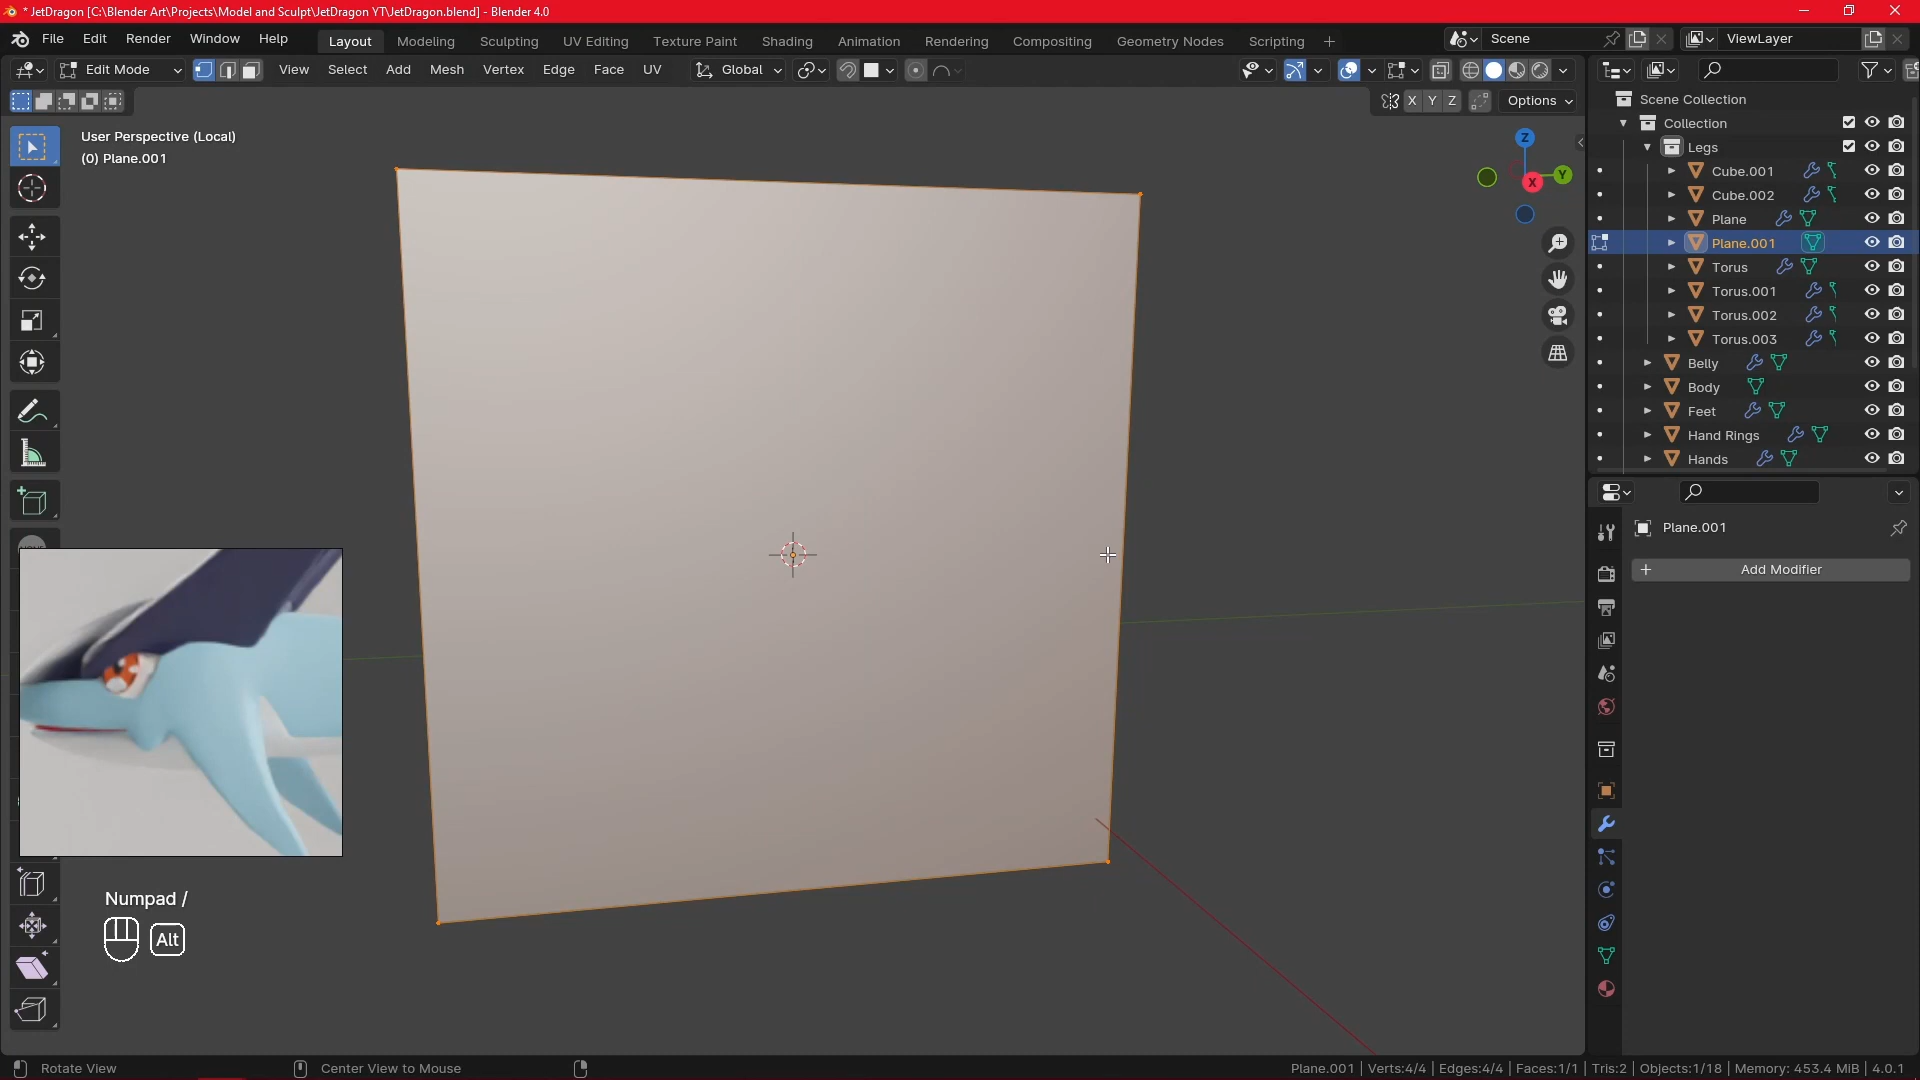 * JetDragon [C:\Blender Art\Projects\Model and Sculpt\JetDragon YT\JetDragon.blend] - Blender 4.0
File Edit Render Window Help Layout Modeling Sculpting UV Editing Texture Paint Shading Animation Rendering Compositing Geometry Nodes Scripting + Scene ViewLayer
Edit Mode View Select Add Mesh Vertex Edge Face UV Global
X Y Z Options
User Perspective (Local)
(0) Plane.001
Z
Y
X
Scene Collection
Collection
Legs
Cube.001
Cube.002
Plane
Plane.001
Torus
Torus.001
Torus.002
Torus.003
Belly
Body
Feet
Hand Rings
Hands
Plane.001
+ Add Modifier
Numpad /
Alt
Rotate View Center View to Mouse Plane.001 | Verts:4/4 | Edges:4/4 | Faces:1/1 | Tris:2 | Objects:1/18 | Memory: 453.4 MiB | 4.0.1